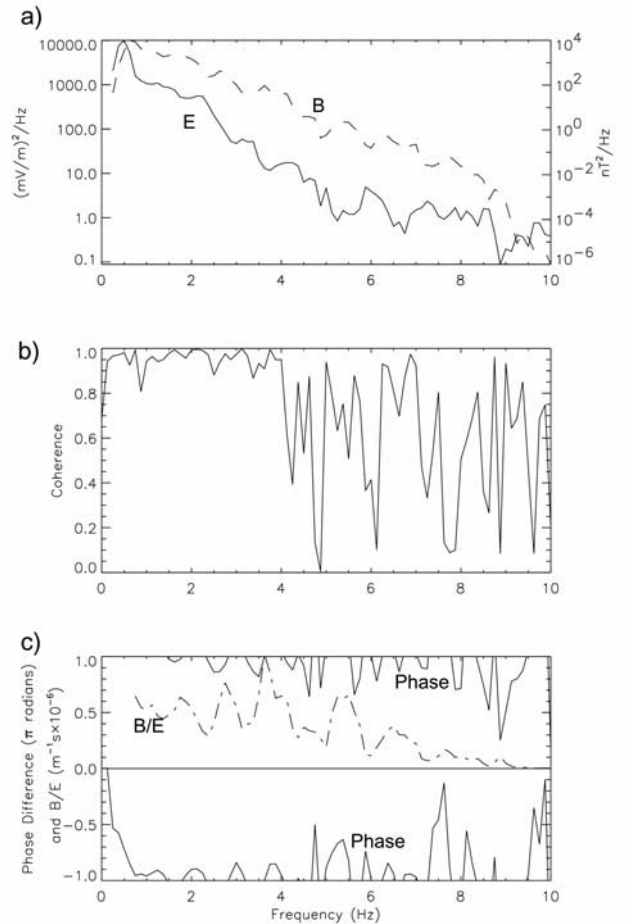 a)
10000.0
1000.0
100.0
10.0
1.0
0.1
(mV/m)²/Hz
E
B
10⁴
10²
10⁰
10⁻²
10⁻⁴
10⁻⁶
nT²/Hz
0 2 4 6 8 10
b)
1.0
0.8
0.6
0.4
0.2
0.0
Coherence
0 2 4 6 8 10
c)
1.0
0.5
0.0
-0.5
-1.0
Phase Difference (π radians)
and B/E (m⁻¹s×10⁻⁶)
Phase
B/E
Phase
0 2 4 6 8 10
Frequency (Hz)